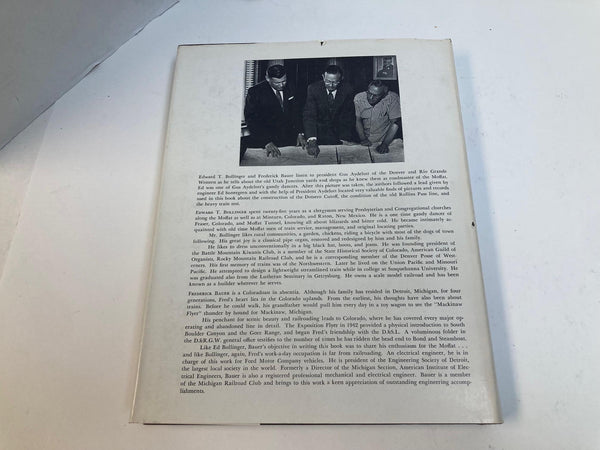 Edward T. Bollinger and Frederick Bauer listen to president Gus Aydelott of the Denver and Rio Grande
Western as he tells about the old Utah Junction yards and shops as he knew them as roadmaster of the Moffat.
Ed was one of Gus Aydelott's gandy dancers. After this picture was taken, the authors followed a lead given by
engineer Ed and with the help of President Aydelott located very valuable finds of pictures and records
used in this book about the construction of the Dotsero Cutoff, the condition of the old Rollins Pass line, and
the heavy train use.
Edward T. Bollinger spent twenty-five years as a clergyman serving Presbyterian and Congregational churches
along the Moffat as well as at Minturn, Colorado, and Raton, New Mexico. He is a one time gandy dancer of
Fraser, Colorado, and Moffat Tunnel, knowing all about blizzards and bitter cold. He became intimately ac-
quainted with old time Moffat men of train service, management, and original locating parties.
Mr. Bollinger likes rural communities, a garden, chickens, riding a bicycle with most of the dogs of town
following. His great joy is a classical pipe organ, restored and redesigned by him and his family.
He likes to dress unconventionally in a big black hat, boots, and jeans. He was founding president of
the Battle Mountain Ski Club, is a member of the State Historical Society of Colorado, American Guild of
Organists, Rocky Mountain Railroad Club, and he is a corresponding member of the Denver Posse of West-
erners. His first memory of trains was of the Northwestern. Later he lived on the Union Pacific and Missouri
Pacific. He attempted to design a lightweight streamlined train while in college at Susquehanna University. He
was graduated also from the Lutheran Seminary in Gettysburg. He owns a scale model railroad and has been
known as a builder wherever he serves.
Frederick Bauer is a Coloradoan in absentia. Although his family has resided in Detroit, Michigan, for four
generations, Fred's heart lies in the Colorado uplands. From the earliest, his thoughts have also been about
trains. Before he could walk, his grandfather would pull him every day in a toy wagon to see the "Mackinaw
Flyer" thunder by bound for Mackinaw, Michigan.
His penchant for scenic beauty and railroading leads to Colorado, where he has covered every major op-
erating and abandoned line in detail. The Exposition Flyer in 1942 provided a physical introduction to South
Boulder Canyon and the Gore Range, and began Fred's friendship with the D&SL. A voluminous folder in
the D.&R.G.W. general office testifies to the number of times he has ridden the head end to Bond and Steamboat.
Like Ed Bollinger, Bauer's objective in writing this book was to share his enthusiasm for the Moffat . . .
and like Bollinger, again, Fred's work-a-day occupation is far from railroading. An electrical engineer, he is in
charge of lights for Ford Motor Company vehicles. He is president of the Engineering Society of Detroit,
the largest local society in the world. Formerly a Director of the Michigan Section, American Institute of Elec-
trical Engineers, Bauer is also a registered professional mechanical and electrical engineer. Bauer is a member
of the Michigan Railroad Club and brings to this work a keen appreciation of outstanding engineering accom-
plishments.